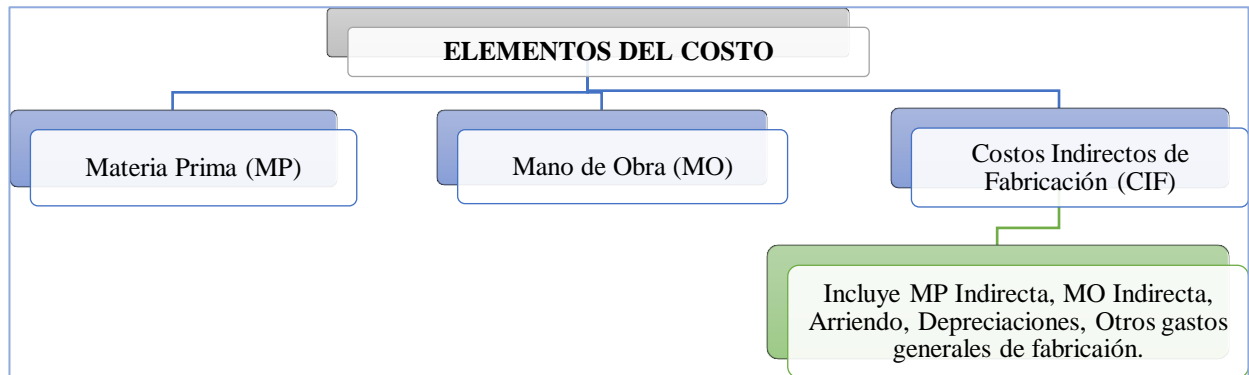 ELEMENTOS DEL COSTO
Materia Prima (MP)
Mano de Obra (MO)
Costos Indirectos de
Fabricación (CIF)
Incluye MP Indirecta, MO Indirecta,
Arriendo, Depreciaciones, Otros gastos
generales de fabricaión.